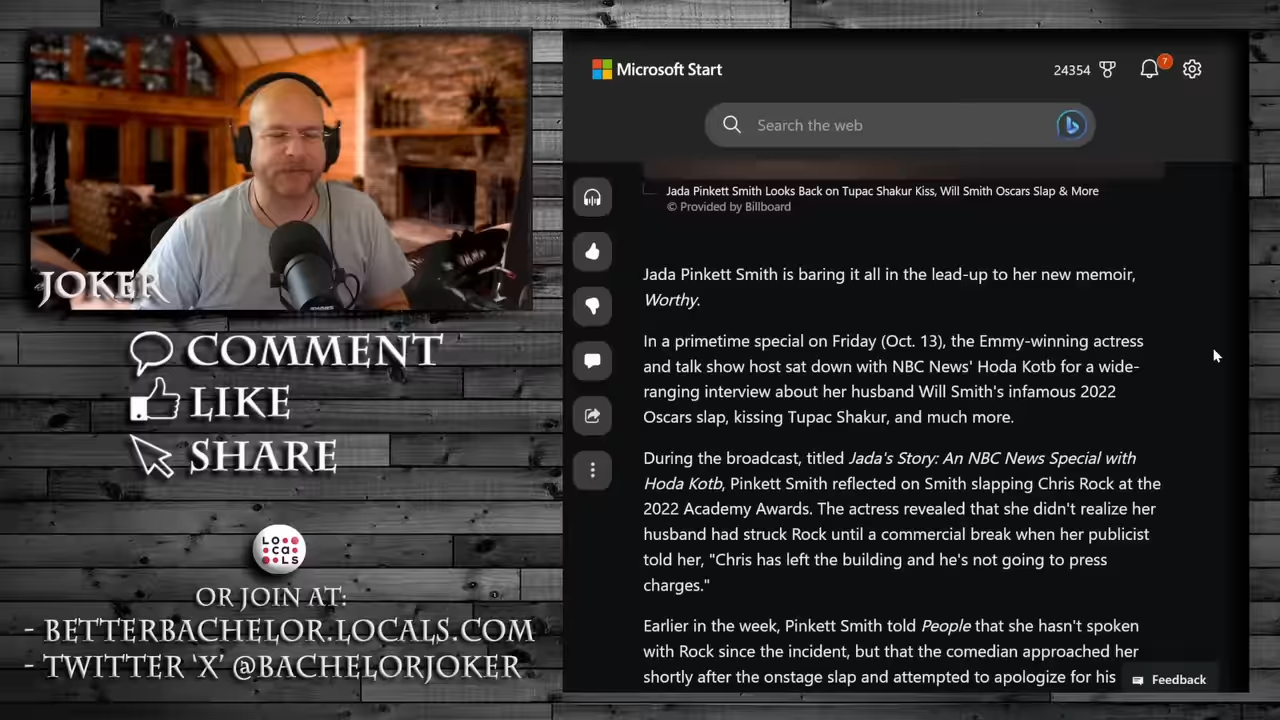 JOKER
COMMENT
LIKE
SHARE
LO
ca
LS
OR JOIN AT:
- BETTERBACHELOR.LOCALS.COM
- TWITTER 'X' @BACHELORJOKER
Microsoft Start
24354
7
Search the web
Jada Pinkett Smith Looks Back on Tupac Shakur Kiss, Will Smith Oscars Slap & More
© Provided by Billboard
Jada Pinkett Smith is baring it all in the lead-up to her new memoir,
Worthy.
In a primetime special on Friday (Oct. 13), the Emmy-winning actress
and talk show host sat down with NBC News' Hoda Kotb for a wide-
ranging interview about her husband Will Smith's infamous 2022
Oscars slap, kissing Tupac Shakur, and much more.
During the broadcast, titled Jada's Story: An NBC News Special with
Hoda Kotb, Pinkett Smith reflected on Smith slapping Chris Rock at the
2022 Academy Awards. The actress revealed that she didn't realize her
husband had struck Rock until a commercial break when her publicist
told her, "Chris has left the building and he's not going to press
charges."
Earlier in the week, Pinkett Smith told People that she hasn't spoken
with Rock since the incident, but that the comedian approached her
shortly after the onstage slap and attempted to apologize for his
Feedback